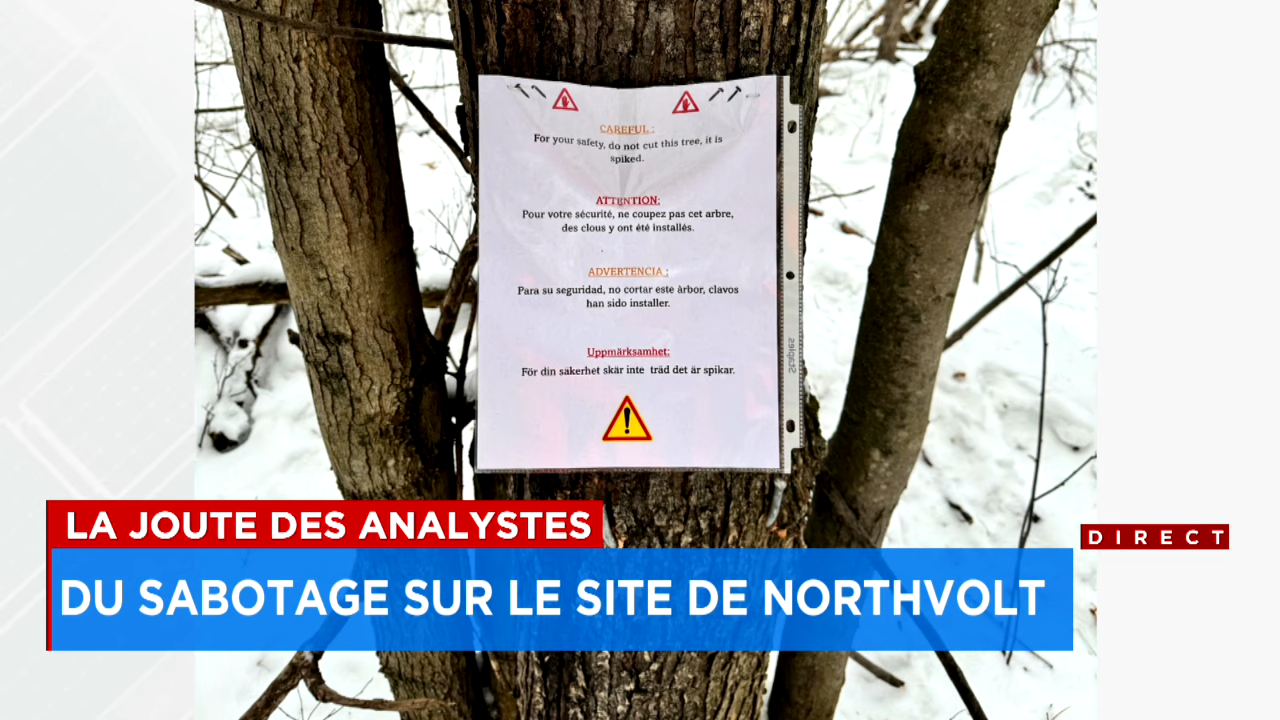 CAREFUL :
For your safety, do not cut this tree, it is
spiked.
ATTENTION:
Pour votre sécurité, ne coupez pas cet arbre,
des clous y ont été installés.
ADVERTENCIA :
Para su seguridad, no cortar este àrbor, clavos
han sido installer.
Uppmärksamhet:
För din säkerhet skär inte träd det är spikar.
Staples
LA JOUTE DES ANALYSTES
DIRECT
DU SABOTAGE SUR LE SITE DE NORTHVOLT